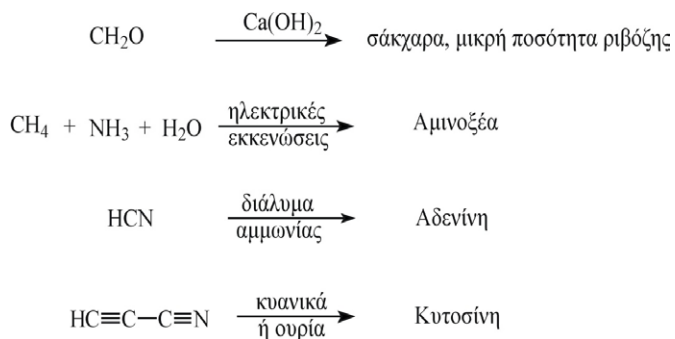 CH₂O Ca(OH)₂ σάκχαρα, μικρή ποσότητα ριβόζης
CH₄ + NH₃ + H₂O ηλεκτρικές εκκενώσεις Αμινοξέα
HCN διάλυμα αμμωνίας Αδενίνη
HC≡C–C≡N κυανικά ή ουρία Κυτοσίνη